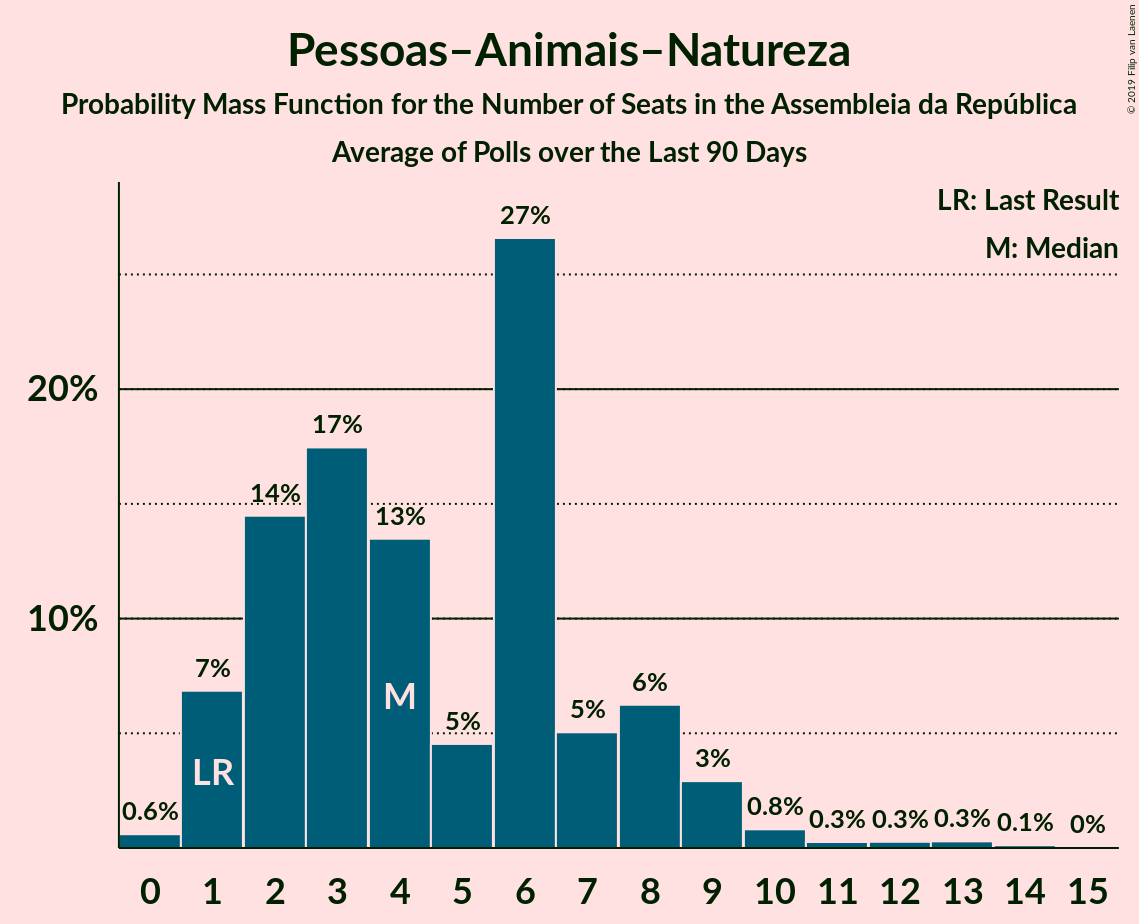 Pessoas–Animais–Natureza
Probability Mass Function for the Number of Seats in the Assembleia da República
Average of Polls over the Last 90 Days
© 2019 Filip van Laenen
LR: Last Result
M: Median
20%
10%
0.6%
7%
14%
17%
13%
5%
27%
5%
6%
3%
0.8%
0.3%
0.3%
0.3%
0.1%
0%
LR
M
0 1 2 3 4 5 6 7 8 9 10 11 12 13 14 15